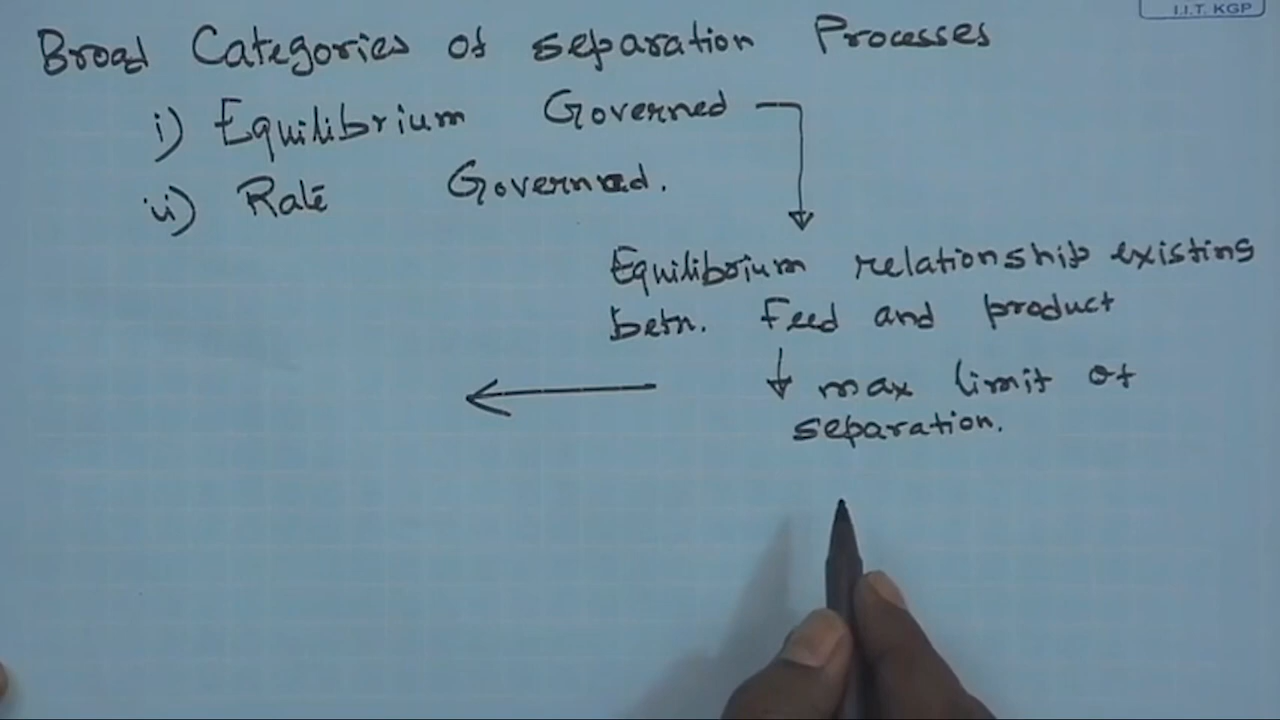 I.I.T. KGP
Broad Categories of separation Processes
i) Equilibrium Governed
ii) Rate Governed.
Equilibrium relationship existing
betn. Feed and product
max limit of
separation.